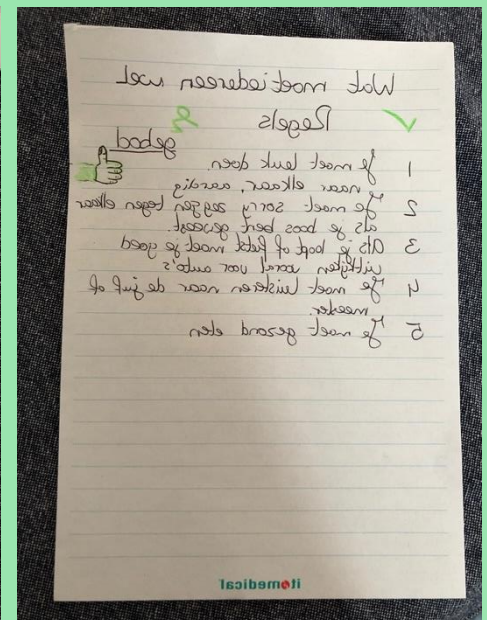 Wat moet iedereen wel
Regels
gebod
1 Je moet leuk doen.
naar elkaar, aardig
2 Je moet sorry zeggen tegen elkaar
als je boos bent geweest.
3 Als je loopt of fietst moet je goed
uitkijken voral voor auto's
4 Je moet luisteren naar de juf of
meester.
5 Je moet gezond eten
itomedical